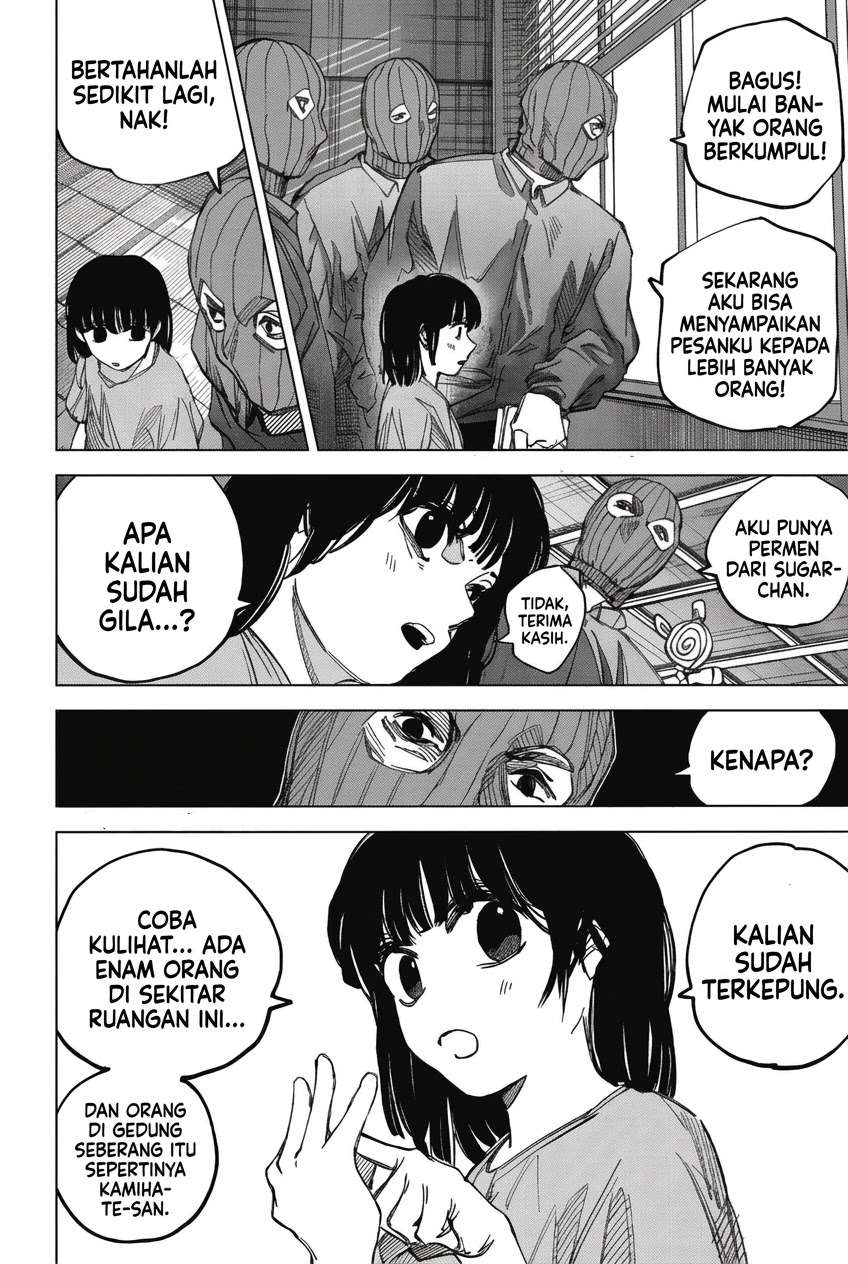 BAGUS!
MULAI BAN-
YAK ORANG
BERKUMPUL!
SEKARANG
AKU BISA
MENYAMPAIKAN
PESANKU KEPADA
LEBIH BANYAK
ORANG!
BERTAHANLAH
SEDIKIT LAGI,
NAK!
AKU PUNYA
PERMEN
DARI SUGAR-
CHAN.
TIDAK,
TERIMA
KASIH.
APA
KALIAN
SUDAH
GILA...?
KENAPA?
KALIAN
SUDAH
TERKEPUNG.
COBA
KULIHAT... ADA
ENAM ORANG
DI SEKITAR
RUANGAN INI...
DAN ORANG
DI GEDUNG
SEBERANG ITU
SEPERTINYA
KAMIHA-
TE-SAN.